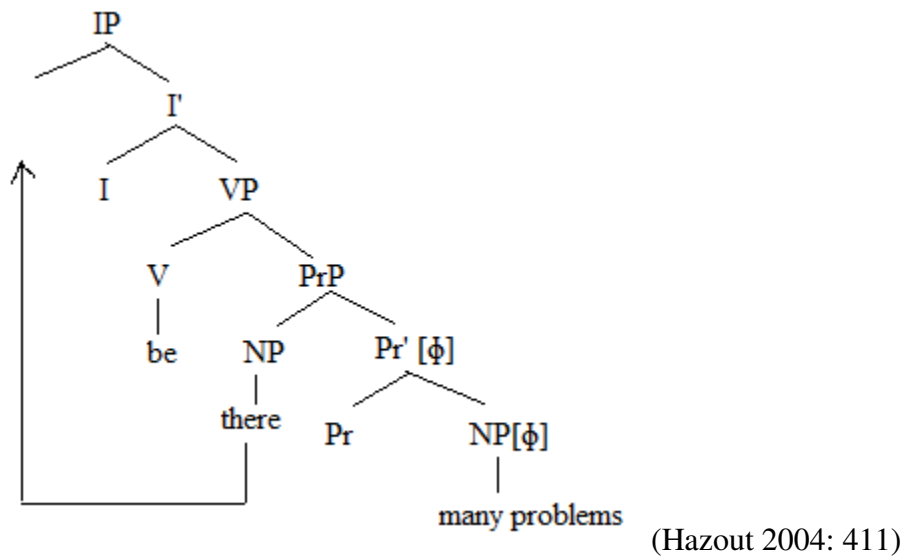 IP
I'
I VP
V PrP
be NP Pr' [ϕ]
there Pr NP[ϕ]
many problems
(Hazout 2004: 411)